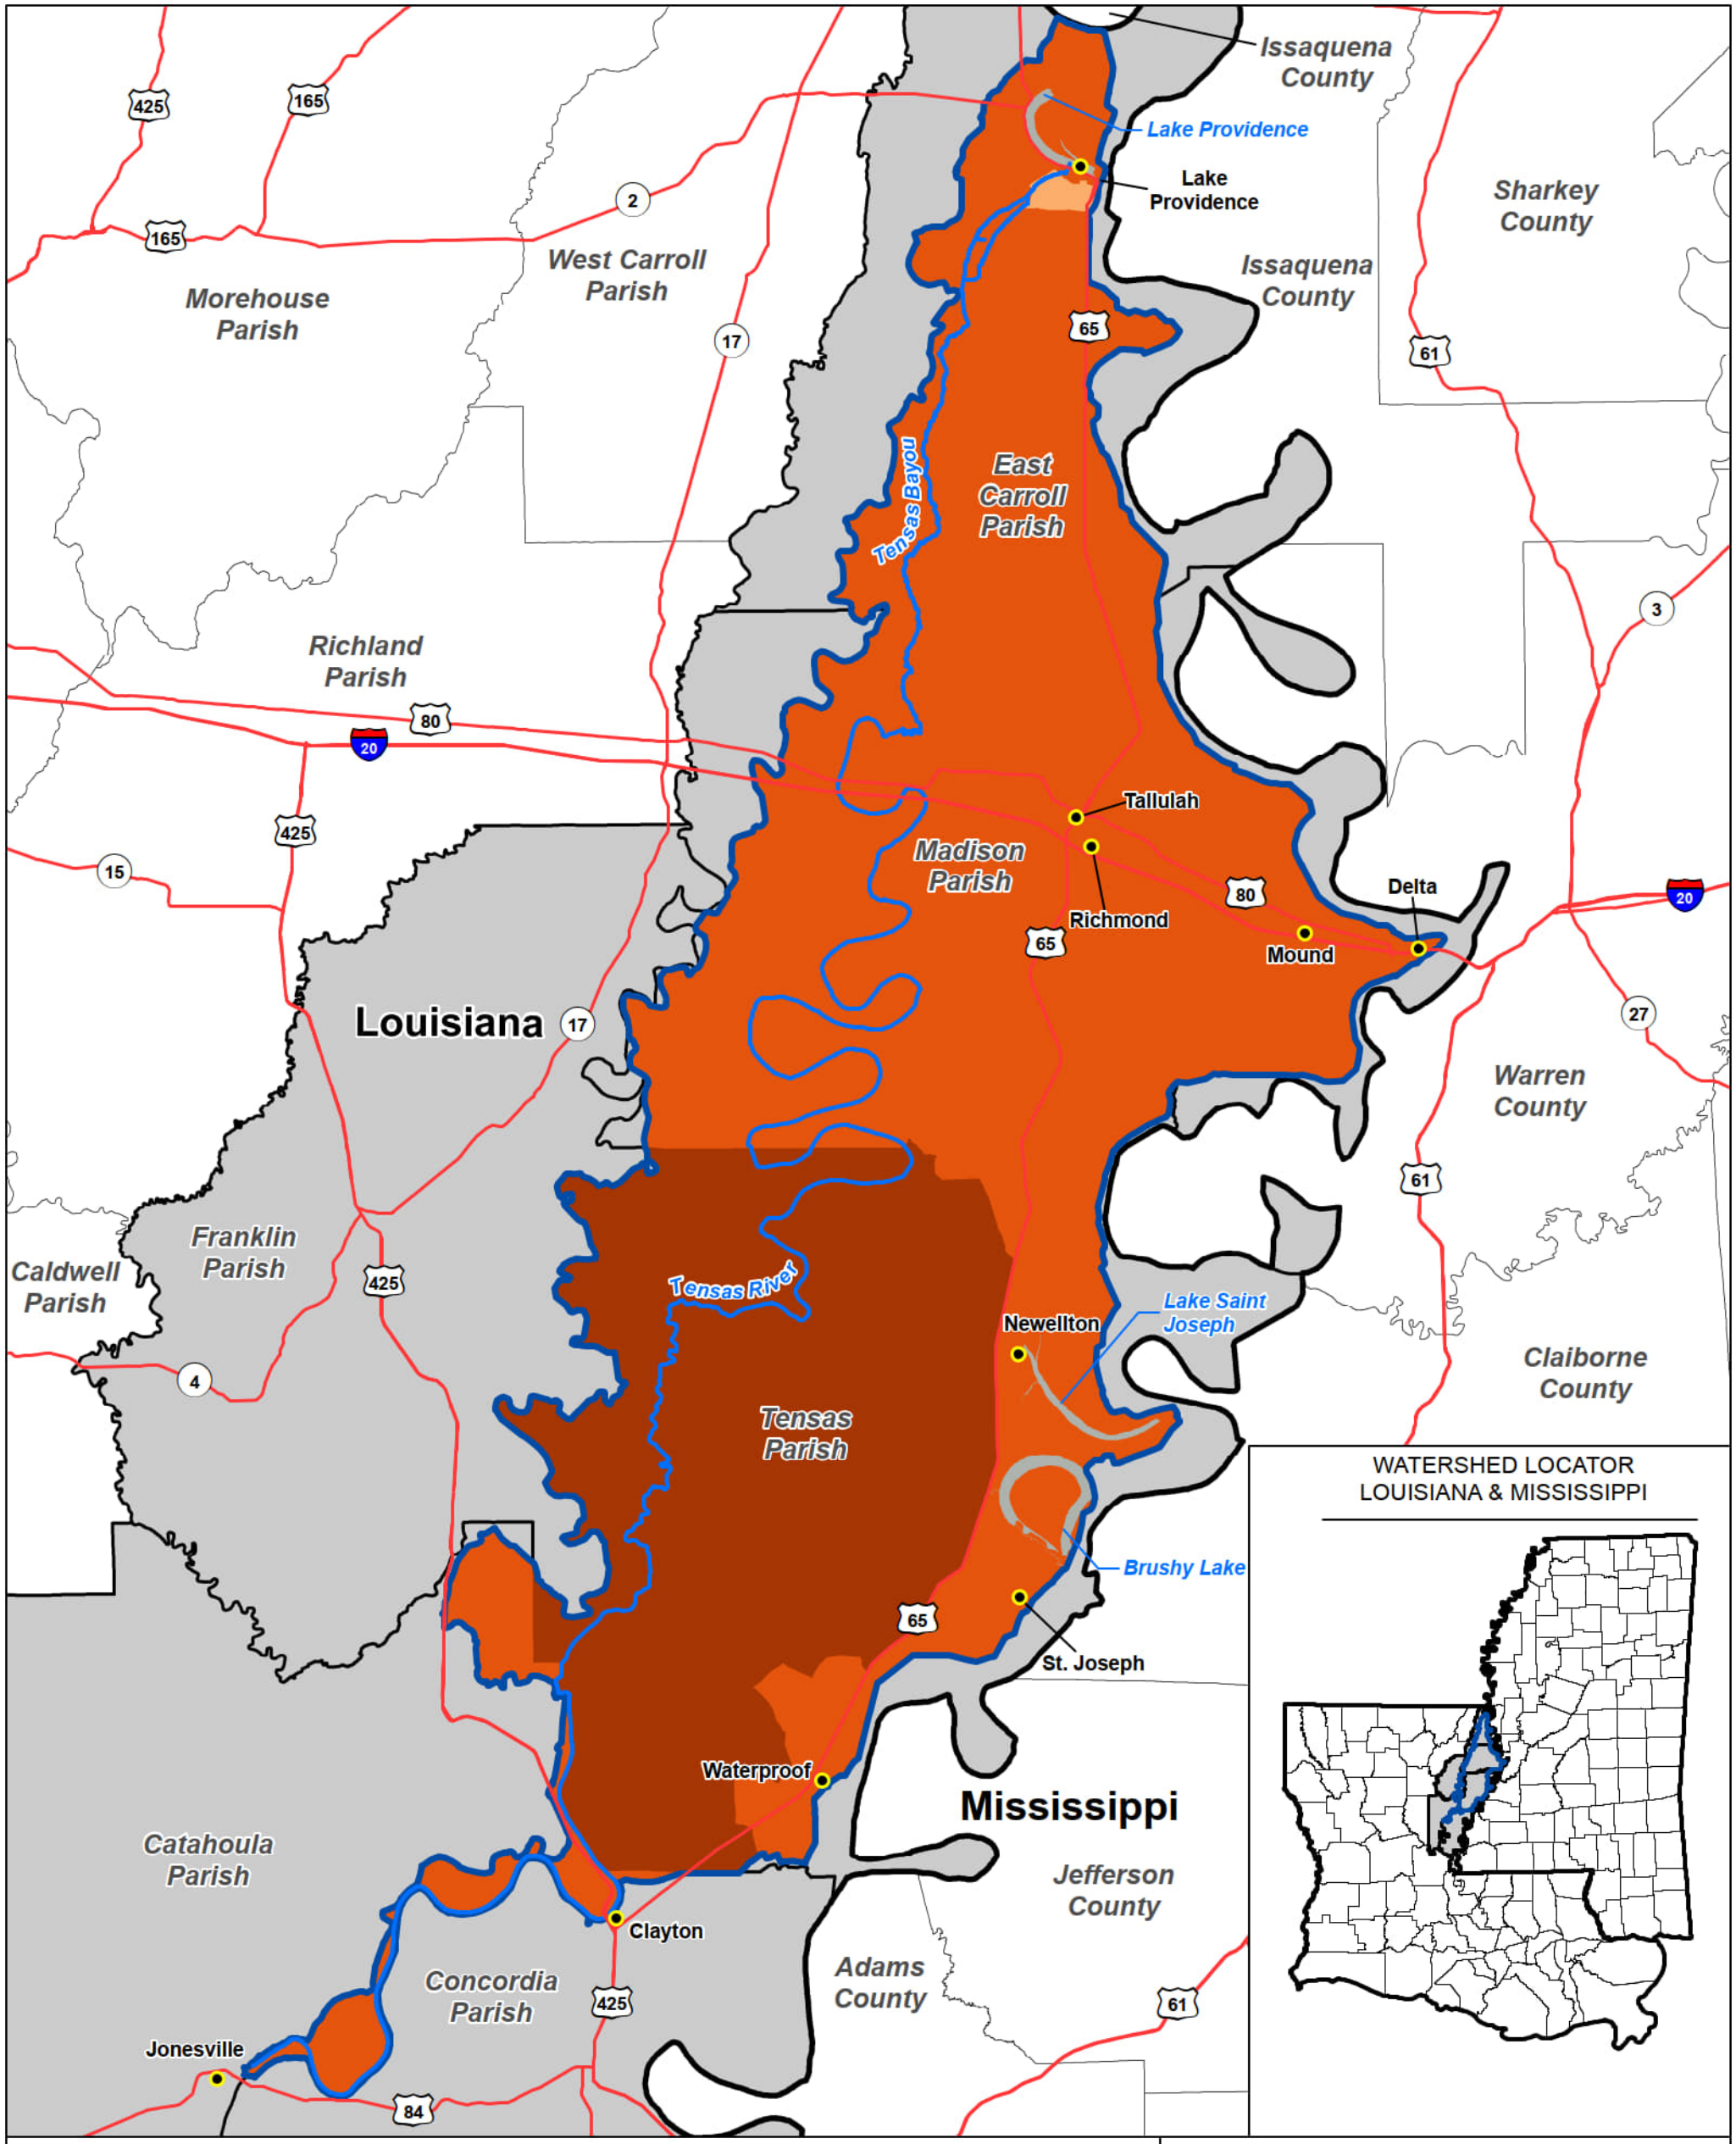 Issaquena
County
425
165
Lake Providence
Lake
Providence
2
Sharkey
County
165
West Carroll
Parish
Issaquena
County
Morehouse
Parish
65
17
61
East
Carroll
Parish
Tensas Bayou
3
Richland
Parish
80
20
Tallulah
425
Madison
Parish
15
80
Delta
20
Richmond
65
Mound
Louisiana
17
27
Warren
County
61
Franklin
Parish
Caldwell
Parish
425
Tensas River
Lake Saint
Joseph
Newellton
4
Claiborne
County
Tensas
Parish
WATERSHED LOCATOR
LOUISIANA & MISSISSIPPI
Brushy Lake
65
St. Joseph
Waterproof
Mississippi
Catahoula
Parish
Jefferson
County
Clayton
Concordia
Parish
Adams
County
425
61
Jonesville
84